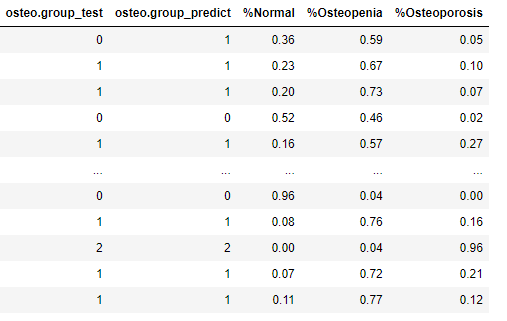 osteo.group_test osteo.group_predict %Normal %Osteopenia %Osteoporosis
0 1 0.36 0.59 0.05
1 1 0.23 0.67 0.10
1 1 0.20 0.73 0.07
0 0 0.52 0.46 0.02
1 1 0.16 0.57 0.27
... ... ... ... ...
0 0 0.96 0.04 0.00
1 1 0.08 0.76 0.16
2 2 0.00 0.04 0.96
1 1 0.07 0.72 0.21
1 1 0.11 0.77 0.12